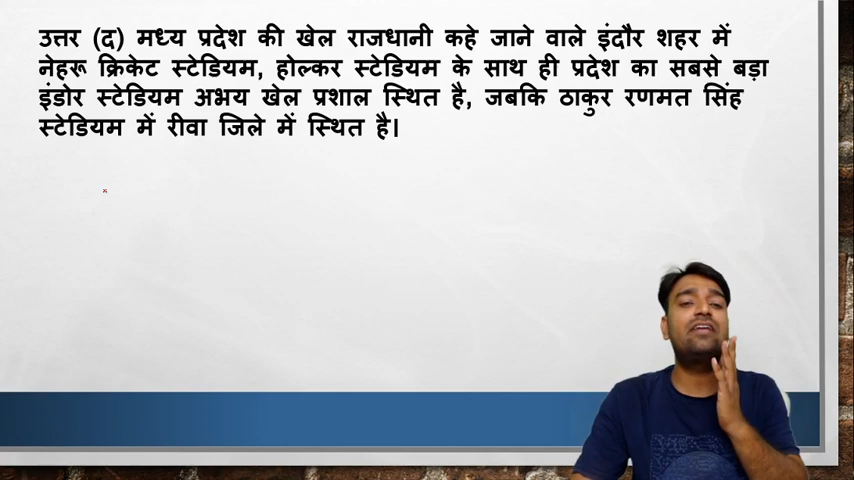 उत्तर (द) मध्य प्रदेश की खेल राजधानी कहे जाने वाले इंदौर शहर में
नेहरू क्रिकेट स्टेडियम, होल्कर स्टेडियम के साथ ही प्रदेश का सबसे बड़ा
इंडोर स्टेडियम अभय खेल प्रशाल स्थित है, जबकि ठाकुर रणमत सिंह
स्टेडियम में रीवा जिले में स्थित है।